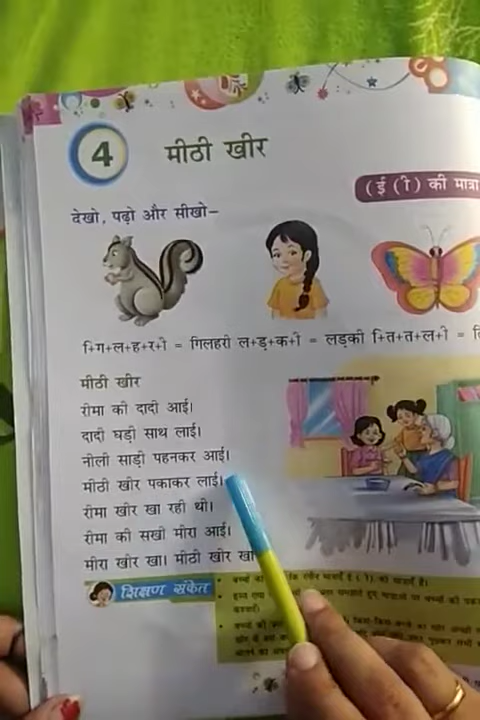 4
मीठी खीर
(ई (ी) की मात्रा
देखो, पढ़ो और सीखो–
ि+ग+ल+ह+र+ी = गिलहरी ल+ड़+क+ी = लड़की ि+त+त+ल+ी =
मीठी खीर
रीमा की दादी आई।
दादी घड़ी साथ लाई।
नीली साड़ी पहनकर आई।
मीठी खीर पकाकर लाई।
रीमा खीर खा रही थी।
रीमा की सखी मीरा आई।
मीरा खीर खा। मीठी खीर खा
शिक्षण संकेत